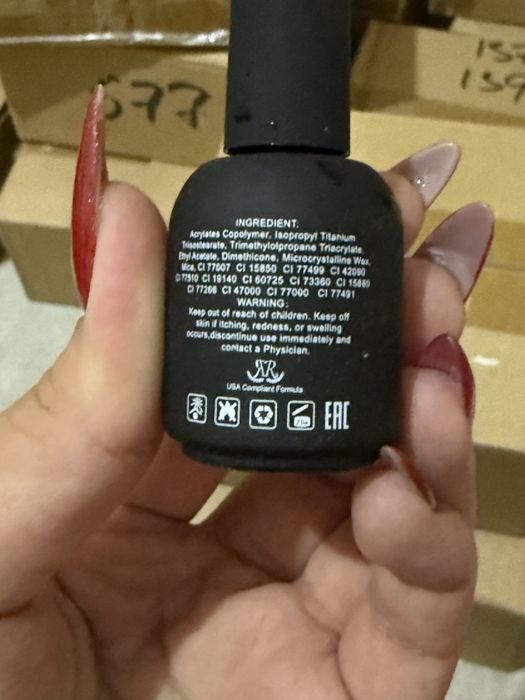 577
157
159
INGREDIENT:
Acrylates Copolymer, Isopropyl Titanium
Triisostearate, Trimethylolpropane Triacrylate,
Ethyl Acetate, Dimethicone, Microcrystalline Wax,
Mica, CI 77007 CI 15850 CI 77499 CI 42090
CI 77510 CI 19140 CI 60725 CI 73360 CI 15880
CI 77266 CI 47000 CI 77000 CI 77491
WARNING:
Keep out of reach of children. Keep off
skin if itching, redness, or swelling
occurs,discontinue use immediately and
contact a Physician.
USA Compliant Formula
EAC